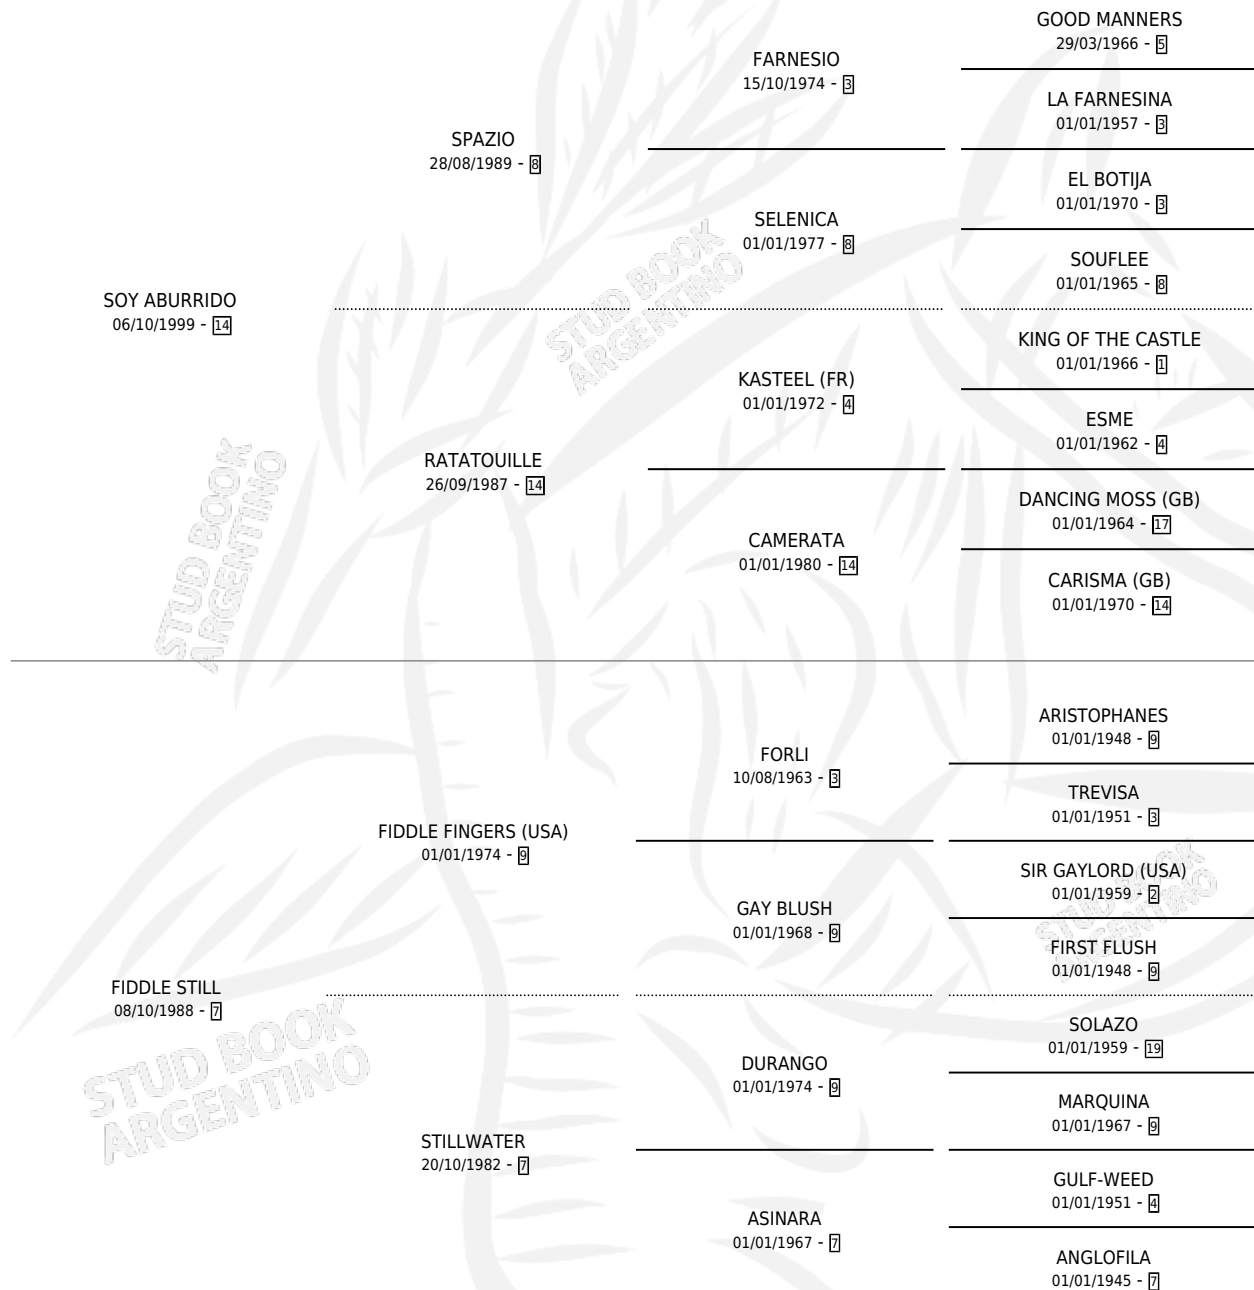 GOOD MANNERS
29/03/1966 - 5
FARNESIO
15/10/1974 - 3
LA FARNESINA
01/01/1957 - 3
SPAZIO
28/08/1989 - 8
EL BOTIJA
01/01/1970 - 3
SELENICA
01/01/1977 - 8
SOUFLEE
01/01/1965 - 8
SOY ABURRIDO
06/10/1999 - 14
KING OF THE CASTLE
01/01/1966 - 1
KASTEEL (FR)
01/01/1972 - 4
ESME
01/01/1962 - 4
RATATOUILLE
26/09/1987 - 14
DANCING MOSS (GB)
01/01/1964 - 17
CAMERATA
01/01/1980 - 14
CARISMA (GB)
01/01/1970 - 14
ARISTOPHANES
01/01/1948 - 9
FORLI
10/08/1963 - 3
TREVISA
01/01/1951 - 3
FIDDLE FINGERS (USA)
01/01/1974 - 9
SIR GAYLORD (USA)
01/01/1959 - 2
GAY BLUSH
01/01/1968 - 9
FIRST FLUSH
01/01/1948 - 9
FIDDLE STILL
08/10/1988 - 7
SOLAZO
01/01/1959 - 19
DURANGO
01/01/1974 - 9
MARQUINA
01/01/1967 - 9
STILLWATER
20/10/1982 - 7
GULF-WEED
01/01/1951 - 4
ASINARA
01/01/1967 - 7
ANGLOFILA
01/01/1945 - 7
STUD BOOK
ARGENTINO
STUD BOOK
ARGENTINO
STUD BOOK
ARGENTINO
STUD BOOK
ARGENTINO